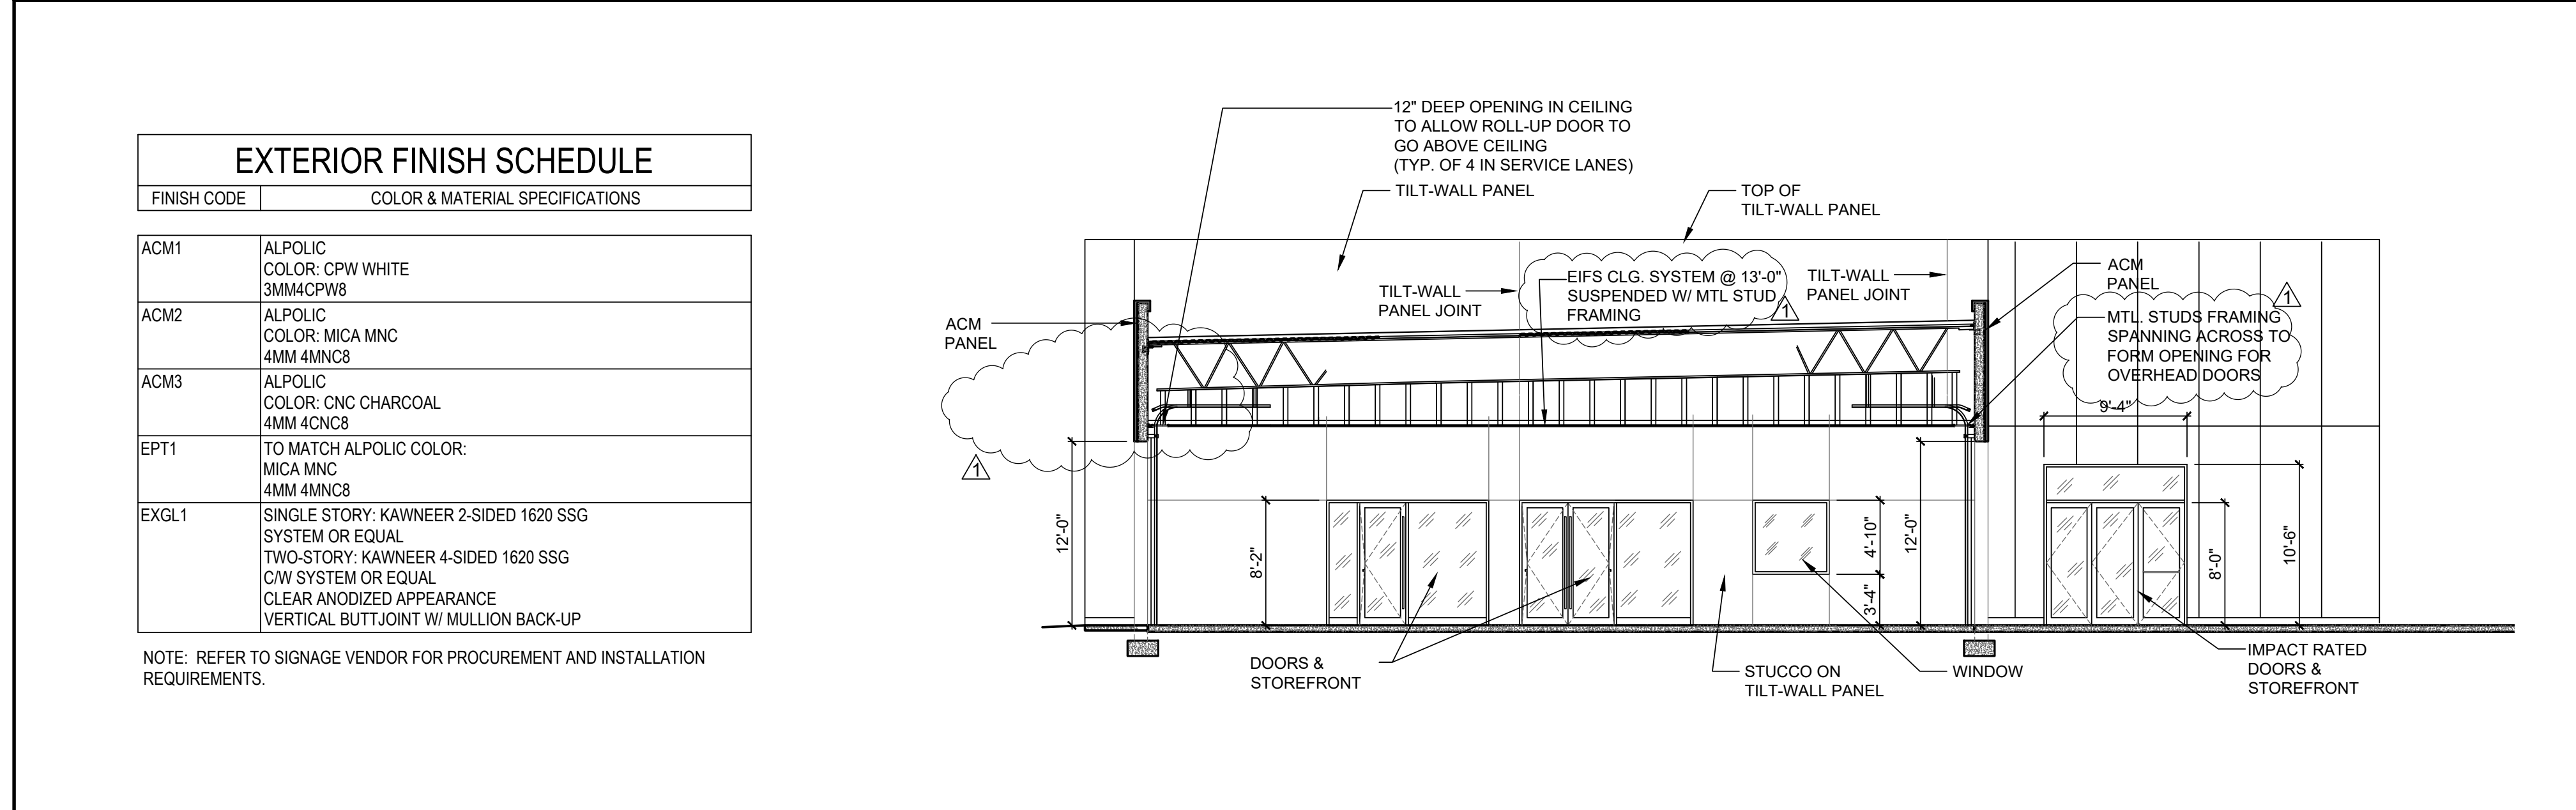 EXTERIOR FINISH SCHEDULE
FINISH CODE COLOR & MATERIAL SPECIFICATIONS
ACM1 ALPOLIC
COLOR: CPW WHITE
3MM4CPW8
ACM2 ALPOLIC
COLOR: MICA MNC
4MM 4MNC8
ACM3 ALPOLIC
COLOR: CNC CHARCOAL
4MM 4CNC8
EPT1 TO MATCH ALPOLIC COLOR:
MICA MNC
4MM 4MNC8
EXGL1 SINGLE STORY: KAWNEER 2-SIDED 1620 SSG
SYSTEM OR EQUAL
TWO-STORY: KAWNEER 4-SIDED 1620 SSG
C/W SYSTEM OR EQUAL
CLEAR ANODIZED APPEARANCE
VERTICAL BUTTJOINT W/ MULLION BACK-UP
NOTE: REFER TO SIGNAGE VENDOR FOR PROCUREMENT AND INSTALLATION
REQUIREMENTS.
12" DEEP OPENING IN CEILING
TO ALLOW ROLL-UP DOOR TO
GO ABOVE CEILING
(TYP. OF 4 IN SERVICE LANES)
TILT-WALL PANEL
TOP OF
TILT-WALL PANEL
TILT-WALL
PANEL JOINT
EIFS CLG. SYSTEM @ 13'-0"
SUSPENDED W/ MTL STUD
FRAMING
1
TILT-WALL
PANEL JOINT
ACM
PANEL
1
MTL. STUDS FRAMING
SPANNING ACROSS TO
FORM OPENING FOR
OVERHEAD DOORS
ACM
PANEL
1
9'-4"
12'-0"
8'-2"
4'-10"
3'-4"
12'-0"
8'-0"
10'-6"
DOORS &
STOREFRONT
STUCCO ON
TILT-WALL PANEL
WINDOW
IMPACT RATED
DOORS &
STOREFRONT